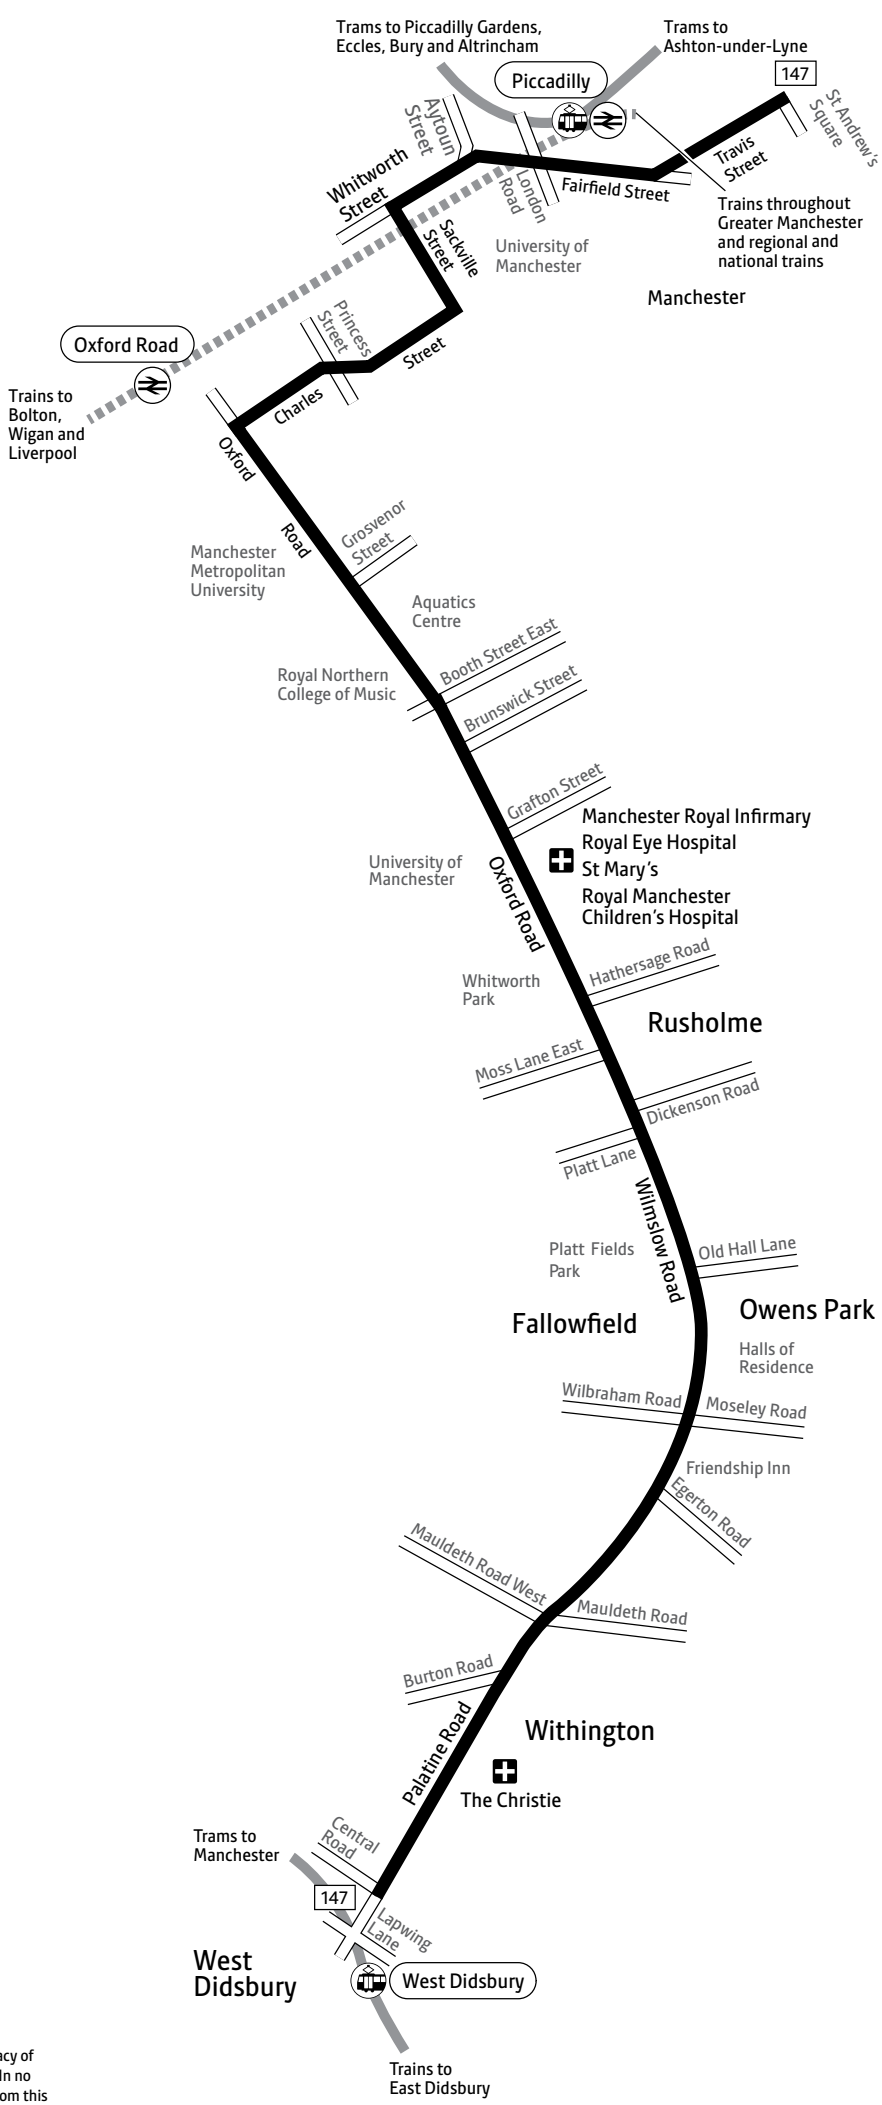 Trams to Piccadilly Gardens,
Eccles, Bury and Altrincham
Trams to
Ashton-under-Lyne
Piccadilly
147
St Andrew's
Square
Aytoun
Street
Travis
Street
Whitworth
Street
London
Road
Fairfield Street
Trains throughout
Greater Manchester
and regional and
national trains
Sackville
Street
University of
Manchester
Manchester
Princess
Street
Oxford Road
Street
Charles
Trains to
Bolton,
Wigan and
Liverpool
Oxford
Road
Grosvenor
Street
Manchester
Metropolitan
University
Aquatics
Centre
Booth Street East
Royal Northern
College of Music
Brunswick Street
Grafton Street
Manchester Royal Infirmary
Royal Eye Hospital
St Mary's
Royal Manchester
Children's Hospital
University of
Manchester
Oxford Road
Hathersage Road
Whitworth
Park
Rusholme
Moss Lane East
Dickenson Road
Platt Lane
Wilmslow Road
Platt Fields
Park
Old Hall Lane
Owens Park
Fallowfield
Halls of
Residence
Wilbraham Road
Moseley Road
Friendship Inn
Egerton Road
Mauldeth Road West
Mauldeth Road
Burton Road
Palatine Road
Withington
The Christie
Central
Road
Trams to
Manchester
147
Lapwing
Lane
West
Didsbury
West Didsbury
acy of
In no
om this
Trains to
East Didsbury